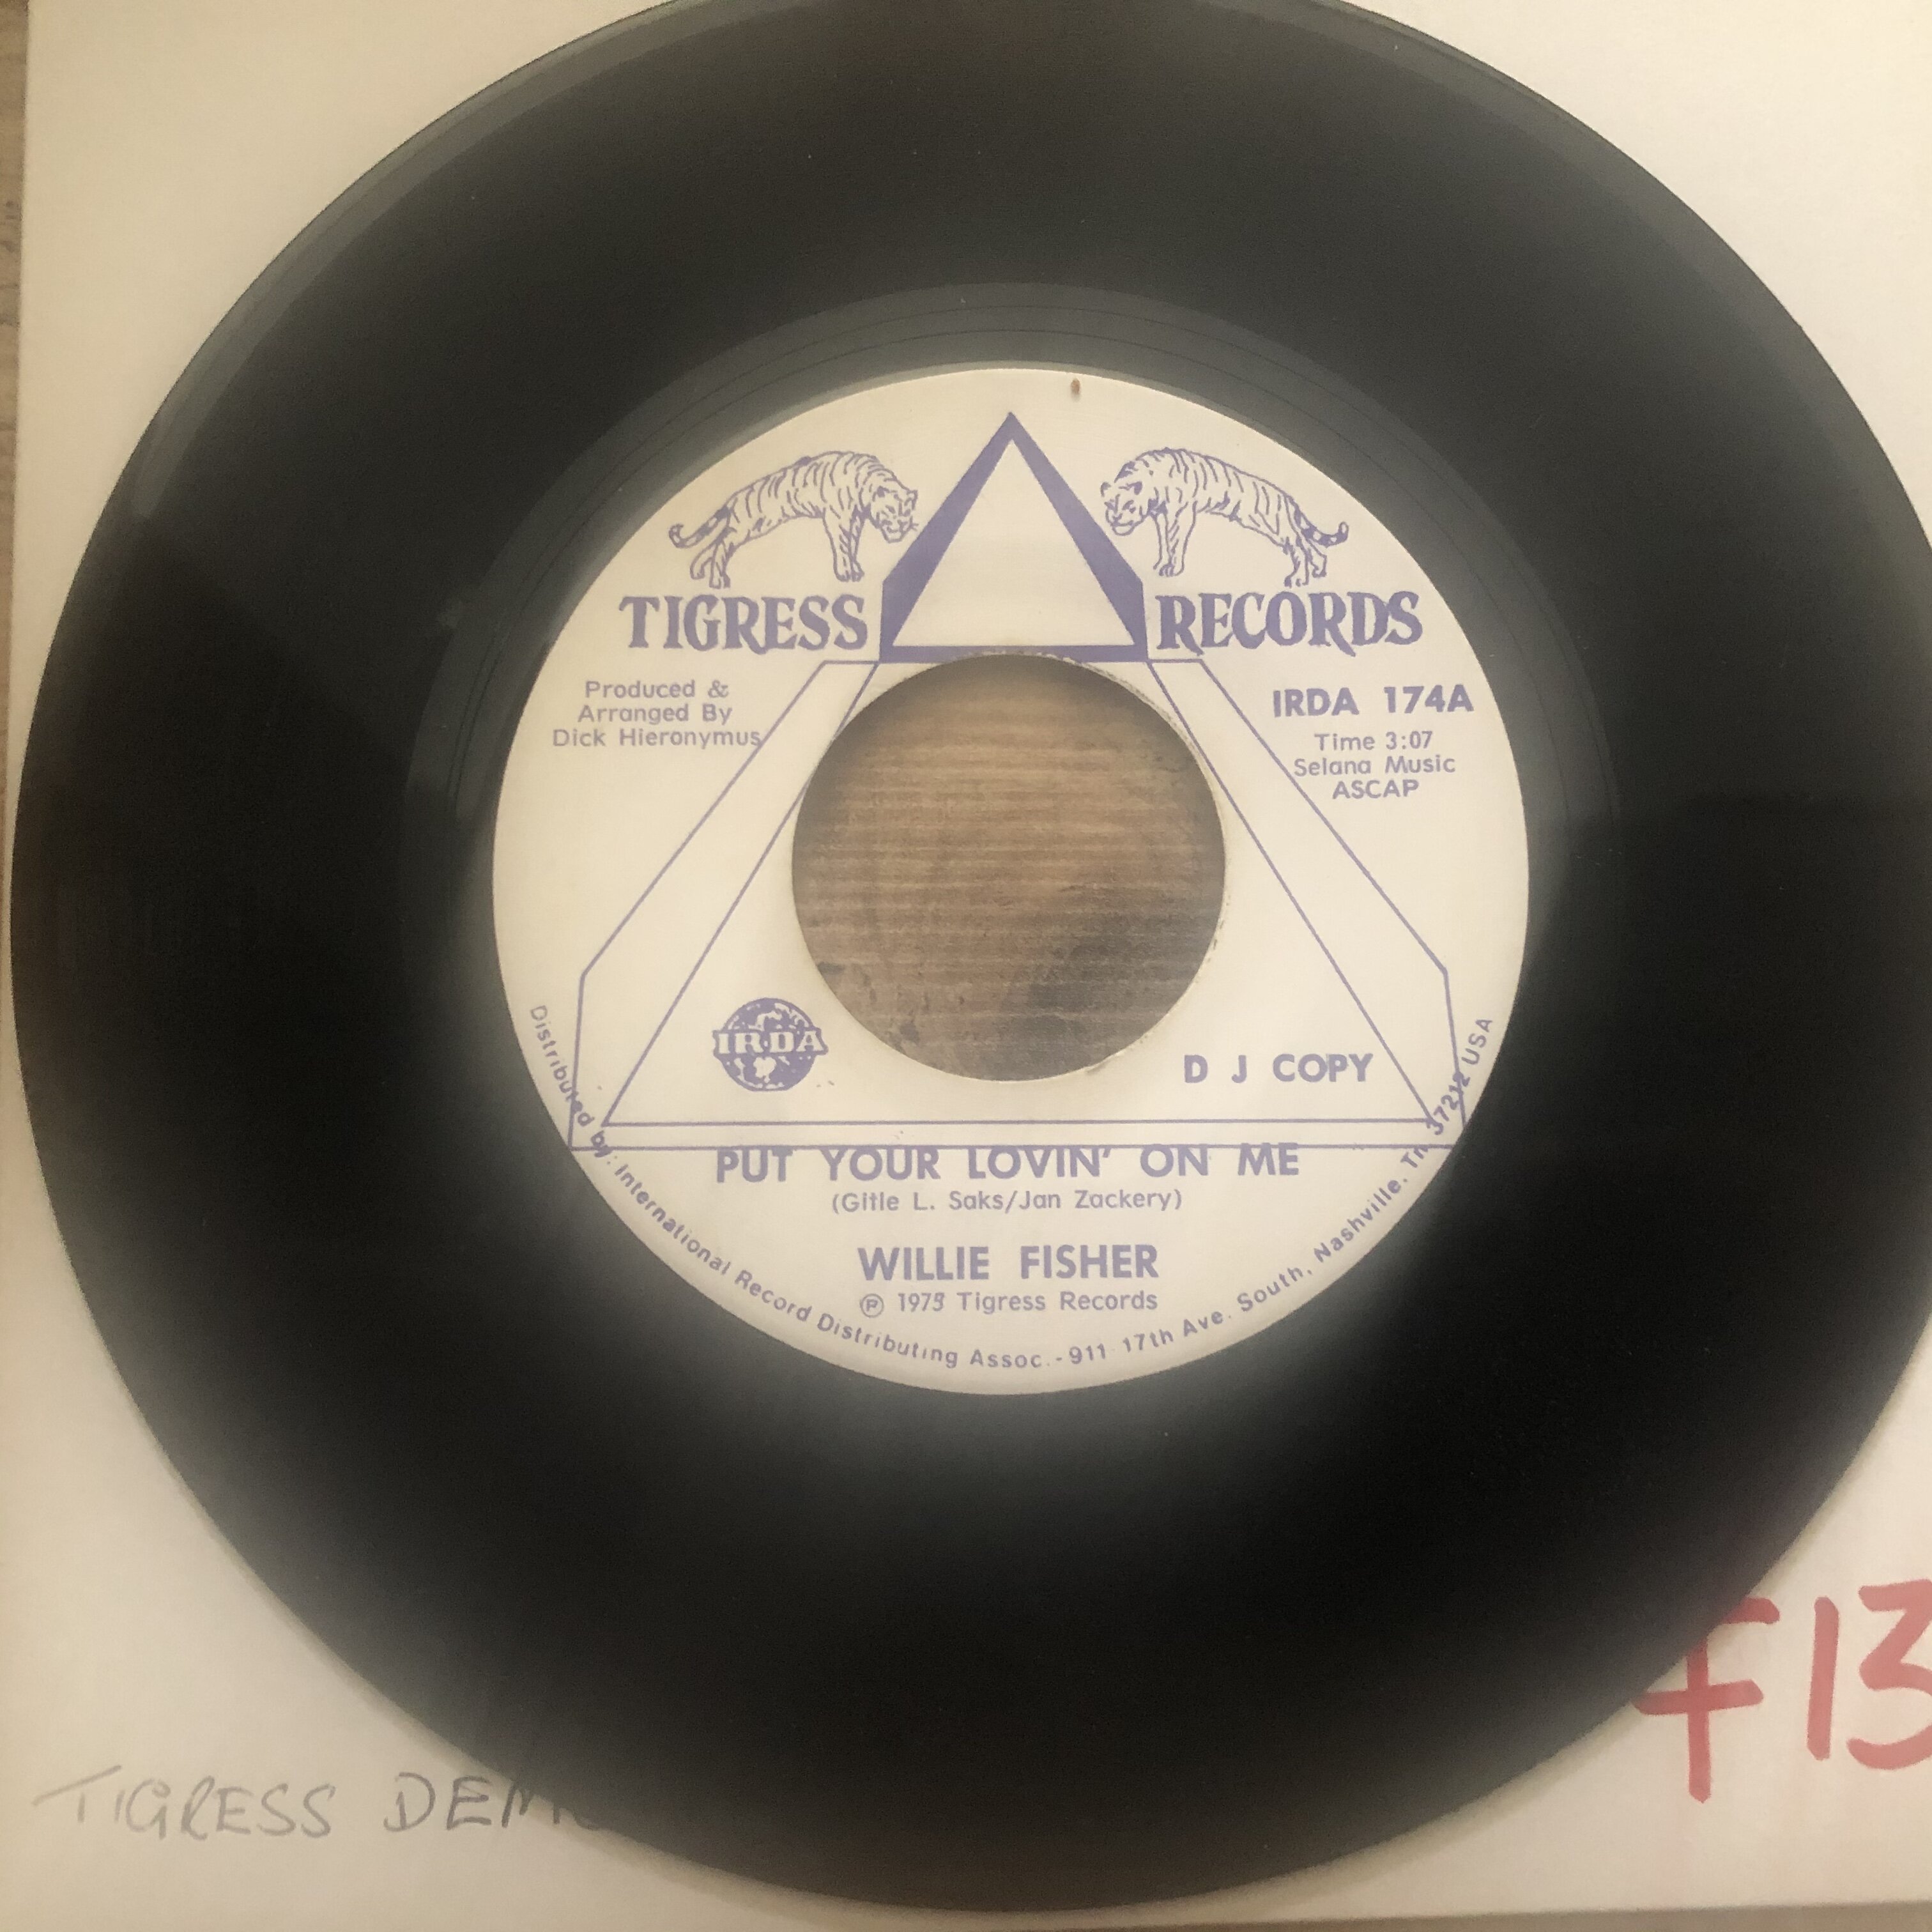 TIGRESS RECORDS
Produced &
Arranged By
Dick Hieronymus
IRDA 174A
Time 3:07
Selana Music
ASCAP
IRDA
D J COPY
PUT YOUR LOVIN' ON ME
(Gitle L. Saks/Jan Zackery)
WILLIE FISHER
Ⓟ 1975 Tigress Records
Distributed by: International Record Distributing Assoc.-911 17th Ave. South, Nashville, Tn. 37212 USA
TIGRESS
F13